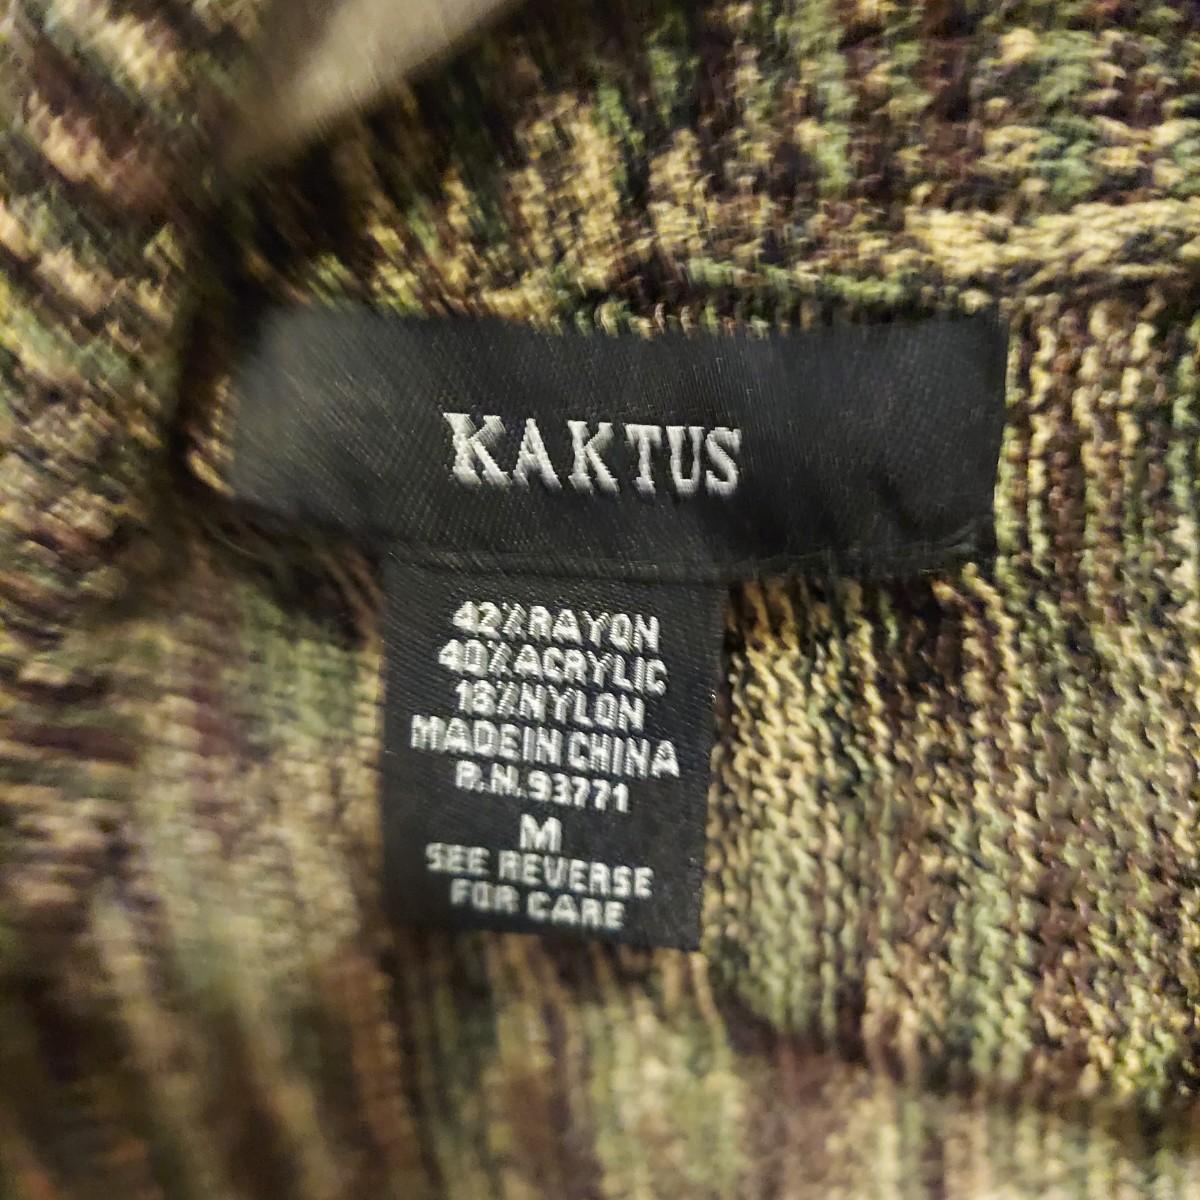 KAKTUS
42%RAYON
40%ACRYLIC
18%NYLON
MADE IN CHINA
R.N.93771
M
SEE REVERSE
FOR CARE